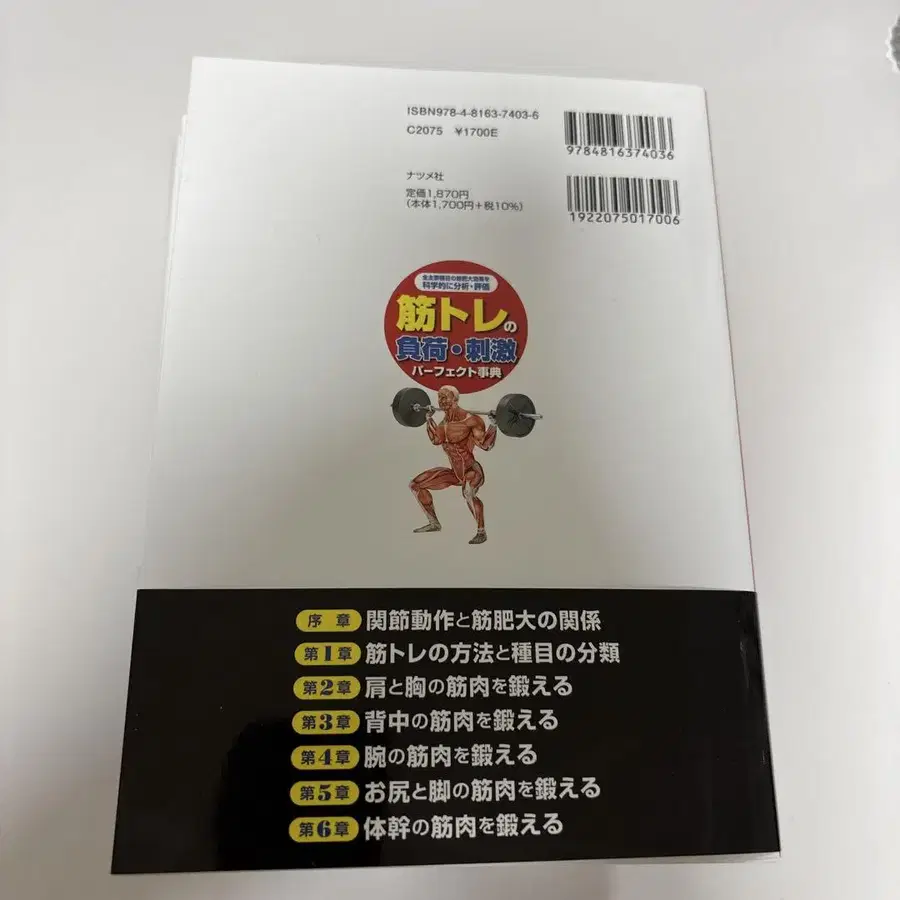 ISBN978-4-8163-7403-6
C2075 ¥1700E
9784816374036
ナツメ社
定価1,870円
(本体1,700円+税10%)
1922075017006
科学的に分析・評価
筋トレの
負荷・刺激
パーフェクト事典
序章 関節動作と筋肥大の関係
第1章 筋トレの方法と種目の分類
第2章 肩と胸の筋肉を鍛える
第3章 背中の筋肉を鍛える
第4章 腕の筋肉を鍛える
第5章 お尻と脚の筋肉を鍛える
第6章 体幹の筋肉を鍛える